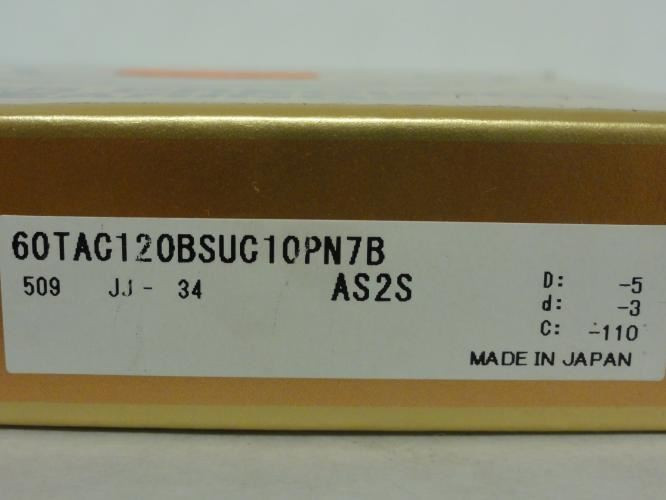 60TAC120BSUC10PN7B
509 JJ - 34 AS2S
D: -5
d: -3
C: -110
MADE IN JAPAN